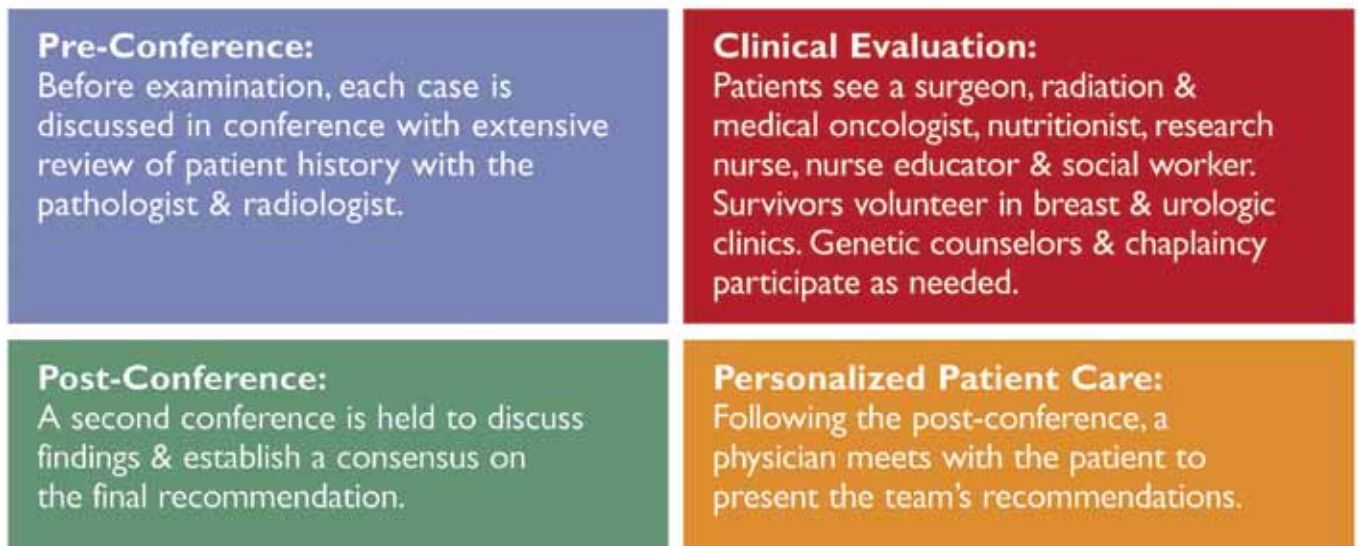 Pre-Conference:
Before examination, each case is
discussed in conference with extensive
review of patient history with the
pathologist & radiologist.
Clinical Evaluation:
Patients see a surgeon, radiation &
medical oncologist, nutritionist, research
nurse, nurse educator & social worker.
Survivors volunteer in breast & urologic
clinics. Genetic counselors & chaplaincy
participate as needed.
Post-Conference:
A second conference is held to discuss
findings & establish a consensus on
the final recommendation.
Personalized Patient Care:
Following the post-conference, a
physician meets with the patient to
present the team's recommendations.